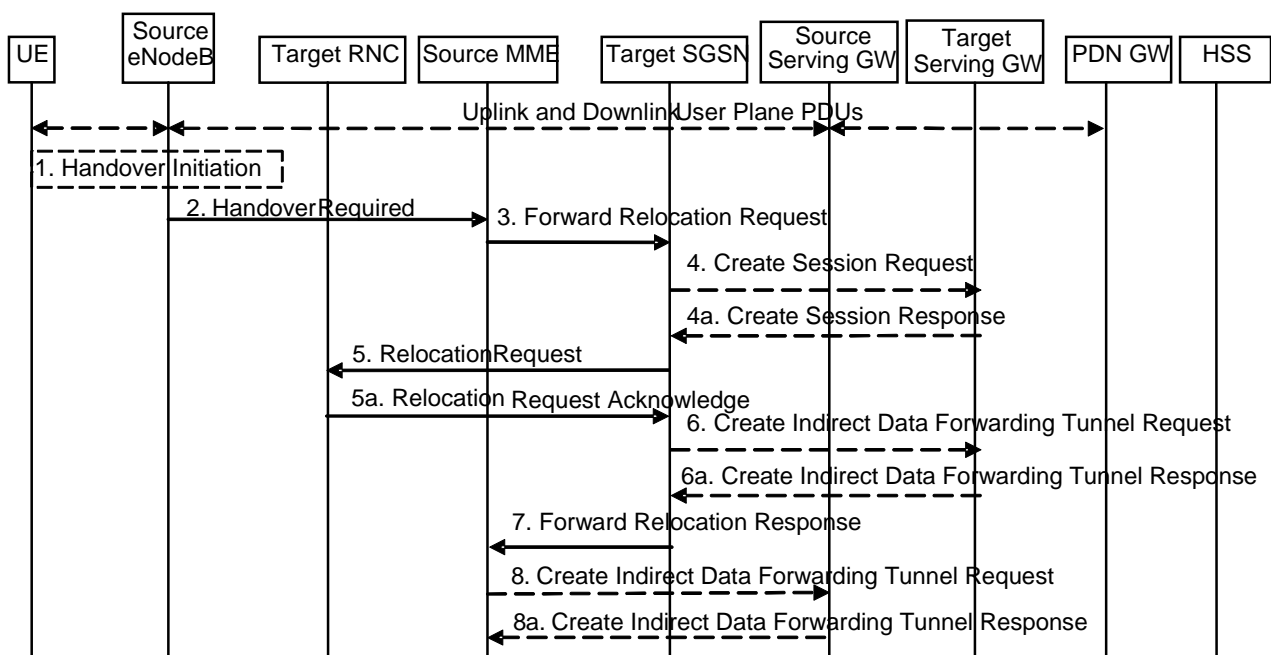 UE
Source
eNodeB
Target RNC
Source MME
Target SGSN
Source
Serving GW
Target
Serving GW
PDN GW
HSS
Uplink and Downlink User Plane PDUs
1. Handover Initiation
2. Handover Required
3. Forward Relocation Request
4. Create Session Request
4a. Create Session Response
5. Relocation Request
5a. Relocation Request Acknowledge
6. Create Indirect Data Forwarding Tunnel Request
6a. Create Indirect Data Forwarding Tunnel Response
7. Forward Relocation Response
8. Create Indirect Data Forwarding Tunnel Request
8a. Create Indirect Data Forwarding Tunnel Response